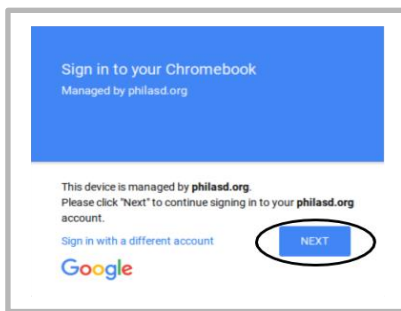 Sign in to your Chromebook
Managed by philasd.org
This device is managed by philasd.org.
Please click "Next" to continue signing in to your philasd.org
account.
Sign in with a different account
NEXT
Google